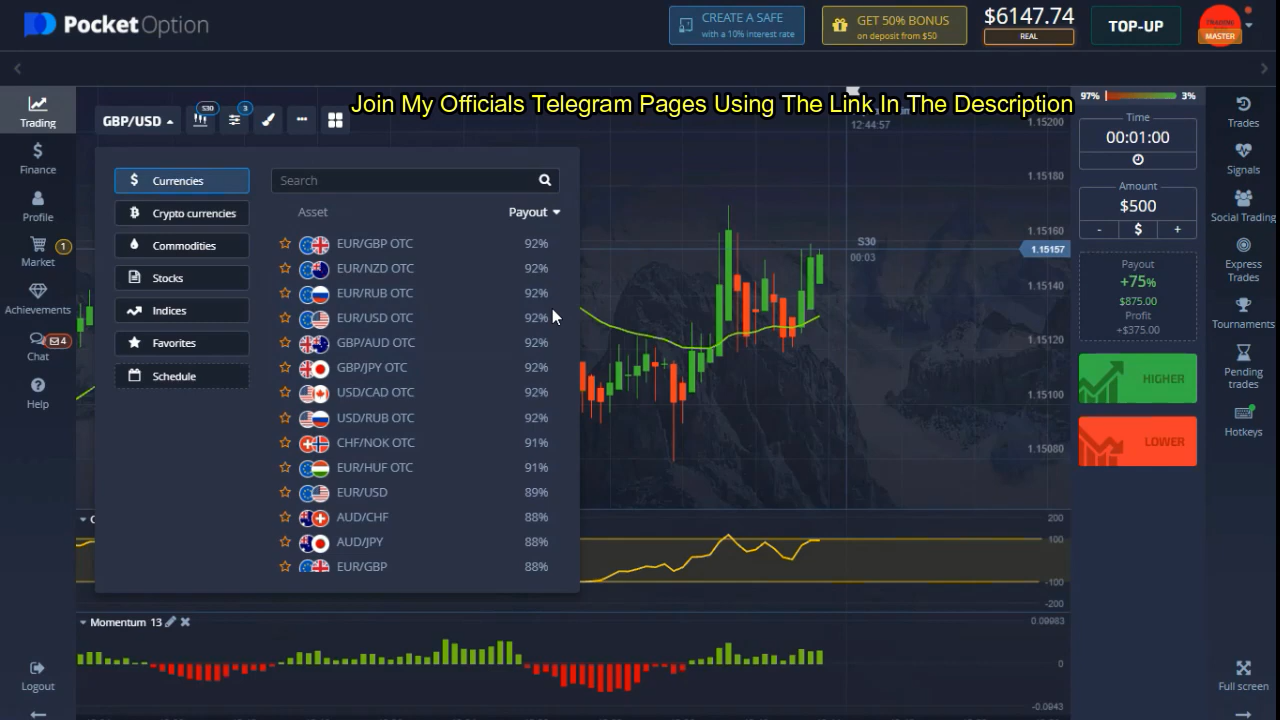 PocketOption
CREATE A SAFE
with a 10% interest rate
GET 50% BONUS
on deposit from $50
$6147.74
REAL
TOP-UP
MASTER
Join My Officials Telegram Pages Using The Link In The Description
Trading
Finance
Profile
Market
1
Achievements
Chat
4
Help
Logout
GBP/USD
S30
3
12:44:57
Currencies
Crypto currencies
Commodities
Stocks
Indices
Favorites
Schedule
Search
Asset
Payout
EUR/GBP OTC 92%
EUR/NZD OTC 92%
EUR/RUB OTC 92%
EUR/USD OTC 92%
GBP/AUD OTC 92%
GBP/JPY OTC 92%
USD/CAD OTC 92%
USD/RUB OTC 92%
CHF/NOK OTC 91%
EUR/HUF OTC 91%
EUR/USD 89%
AUD/CHF 88%
AUD/JPY 88%
EUR/GBP 88%
S30
00:03
1.15200
1.15180
1.15160
1.15157
1.15140
1.15120
1.15100
1.15080
200
100
-100
-200
Momentum 13
0.09983
0
-0.0943
97%
3%
Time
00:01:00
Amount
$500
-
$
+
Payout
+75%
$875.00
Profit
+$375.00
HIGHER
LOWER
Trades
Signals
Social Trading
Express
Trades
Tournaments
Pending
trades
Hotkeys
Full screen